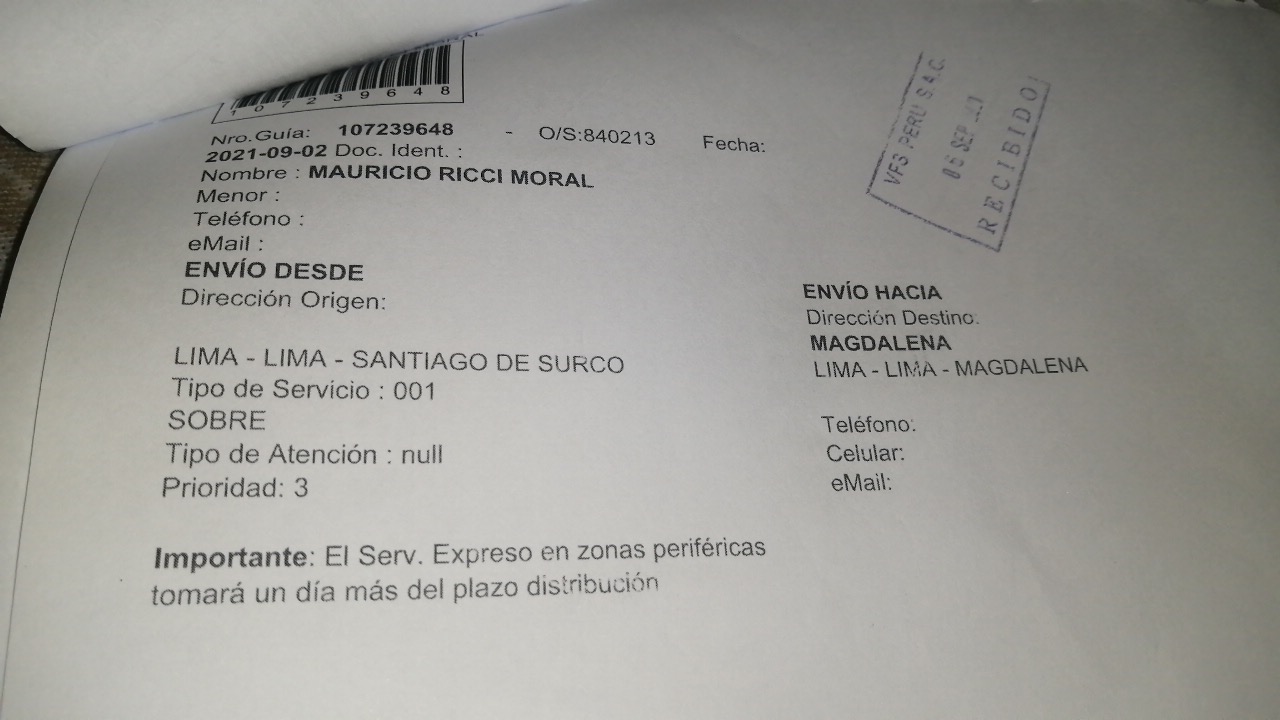 107239648
Nro.Guía: 107239648 - O/S:840213 Fecha:
2021-09-02 Doc. Ident. :
Nombre : MAURICIO RICCI MORAL
Menor :
Teléfono :
eMail :
ENVÍO DESDE
Dirección Origen:
LIMA - LIMA - SANTIAGO DE SURCO
Tipo de Servicio : 001
SOBRE
Tipo de Atención : null
Prioridad: 3
Importante: El Serv. Expreso en zonas periféricas
tomará un día más del plazo distribución
VF3 PERU S.A.C.
SEP
RECIBIDO
ENVÍO HACIA
Dirección Destino:
MAGDALENA
LIMA - LIMA - MAGDALENA
Teléfono:
Celular:
eMail: